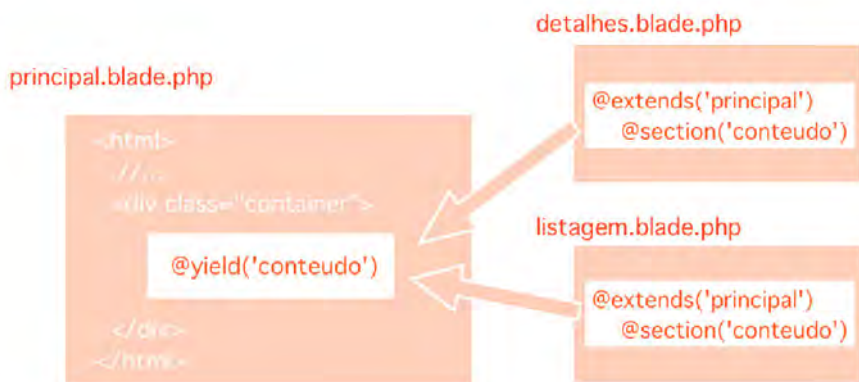 principal.blade.php
<html>
//...
<div class="container">
@yield('conteudo')
</div>
</html>
detalhes.blade.php
@extends('principal')
@section('conteudo')
listagem.blade.php
@extends('principal')
@section('conteudo')